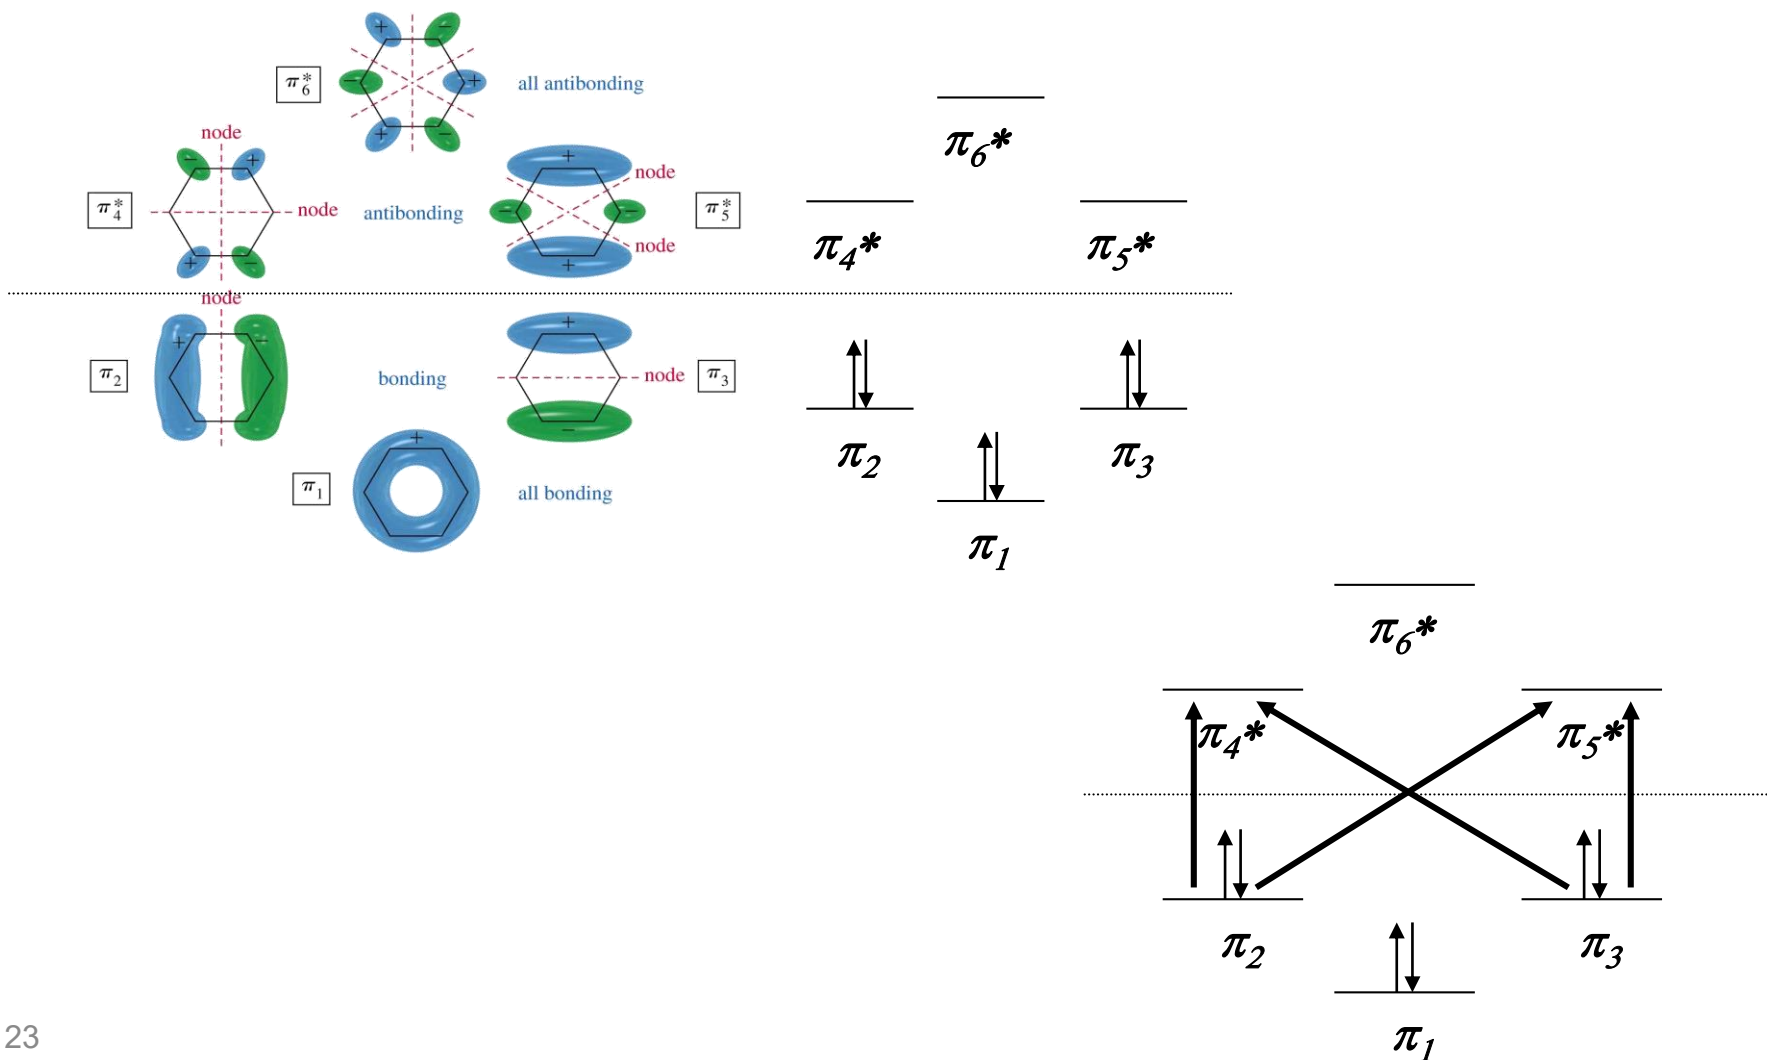 + −
π*6 − + all antibonding
+ −
node
− +
π*4 node antibonding
+ −
+
node
− − π*5
node
+
π6*
π4* π5*
node
+ −
π2 bonding
+
node π3
−
+
π1 all bonding
π2 π3
π1
π6*
π4* π5*
π2 π3
π1
23